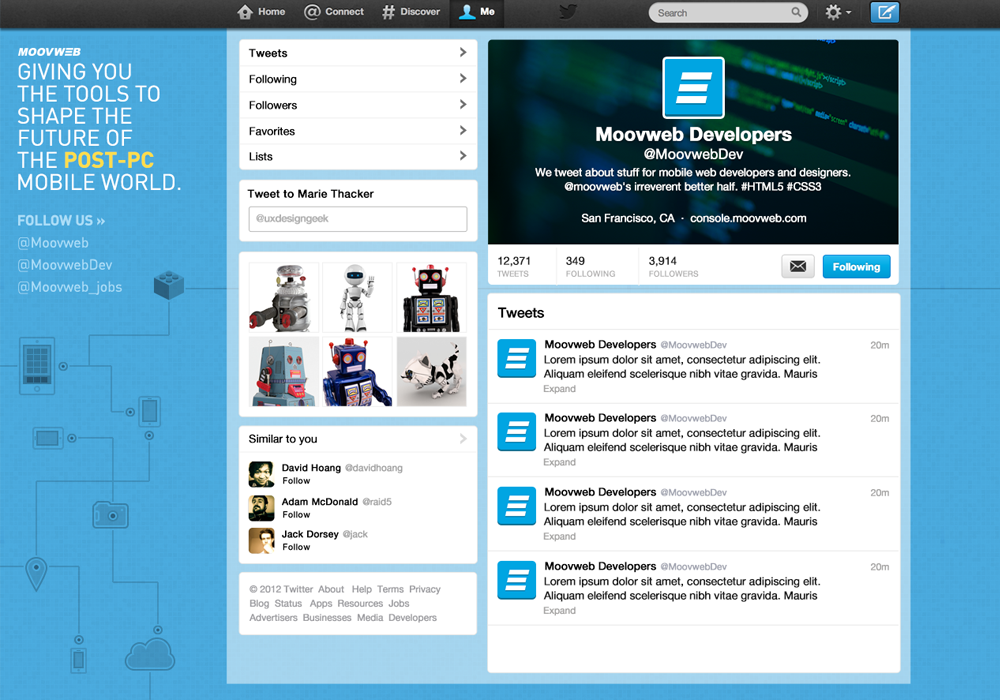 Home
Connect
Discover
Me
Search
MOOVWEB
GIVING YOU
THE TOOLS TO
SHAPE THE
FUTURE OF
THE POST-PC
MOBILE WORLD.
FOLLOW US »
@Moovweb
@MoovwebDev
@Moovweb_jobs
Tweets
Following
Followers
Favorites
Lists
Tweet to Marie Thacker
@uxdesigngeek
Similar to you
David Hoang @davidhoang
Follow
Adam McDonald @raid5
Follow
Jack Dorsey @jack
Follow
© 2012 Twitter About Help Terms Privacy
Blog Status Apps Resources Jobs
Advertisers Businesses Media Developers
Moovweb Developers
@MoovwebDev
We tweet about stuff for mobile web developers and designers.
@moovweb's irreverent better half. #HTML5 #CSS3
San Francisco, CA · console.moovweb.com
12,371
TWEETS
349
FOLLOWING
3,914
FOLLOWERS
Following
Tweets
Moovweb Developers @MoovwebDev 20m
Lorem ipsum dolor sit amet, consectetur adipiscing elit.
Aliquam eleifend scelerisque nibh vitae gravida. Mauris
Expand
Moovweb Developers @MoovwebDev 20m
Lorem ipsum dolor sit amet, consectetur adipiscing elit.
Aliquam eleifend scelerisque nibh vitae gravida. Mauris
Expand
Moovweb Developers @MoovwebDev 20m
Lorem ipsum dolor sit amet, consectetur adipiscing elit.
Aliquam eleifend scelerisque nibh vitae gravida. Mauris
Expand
Moovweb Developers @MoovwebDev 20m
Lorem ipsum dolor sit amet, consectetur adipiscing elit.
Aliquam eleifend scelerisque nibh vitae gravida. Mauris
Expand